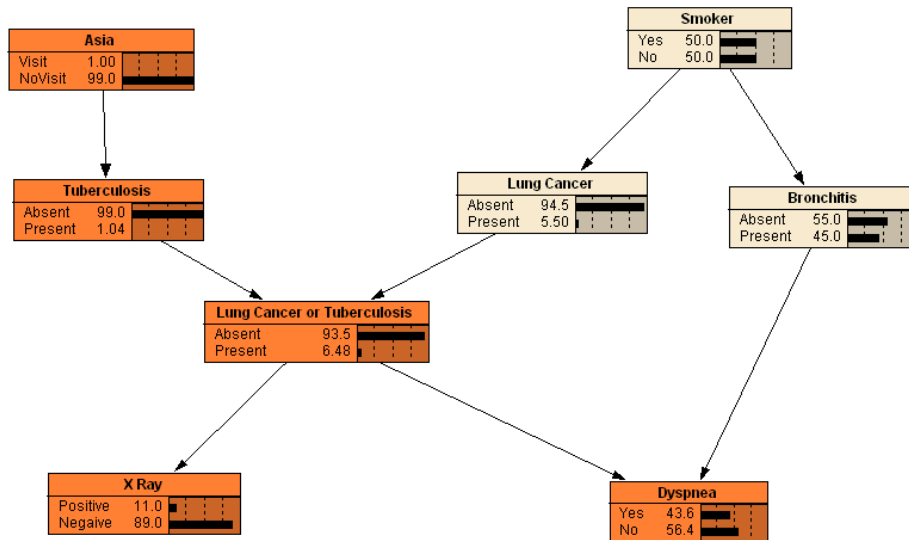 Smoker
Yes 50.0
No 50.0
Asia
Visit 1.00
NoVisit 99.0
Tuberculosis
Absent 99.0
Present 1.04
Lung Cancer
Absent 94.5
Present 5.50
Bronchitis
Absent 55.0
Present 45.0
Lung Cancer or Tuberculosis
Absent 93.5
Present 6.48
X Ray
Positive 11.0
Negaive 89.0
Dyspnea
Yes 43.6
No 56.4